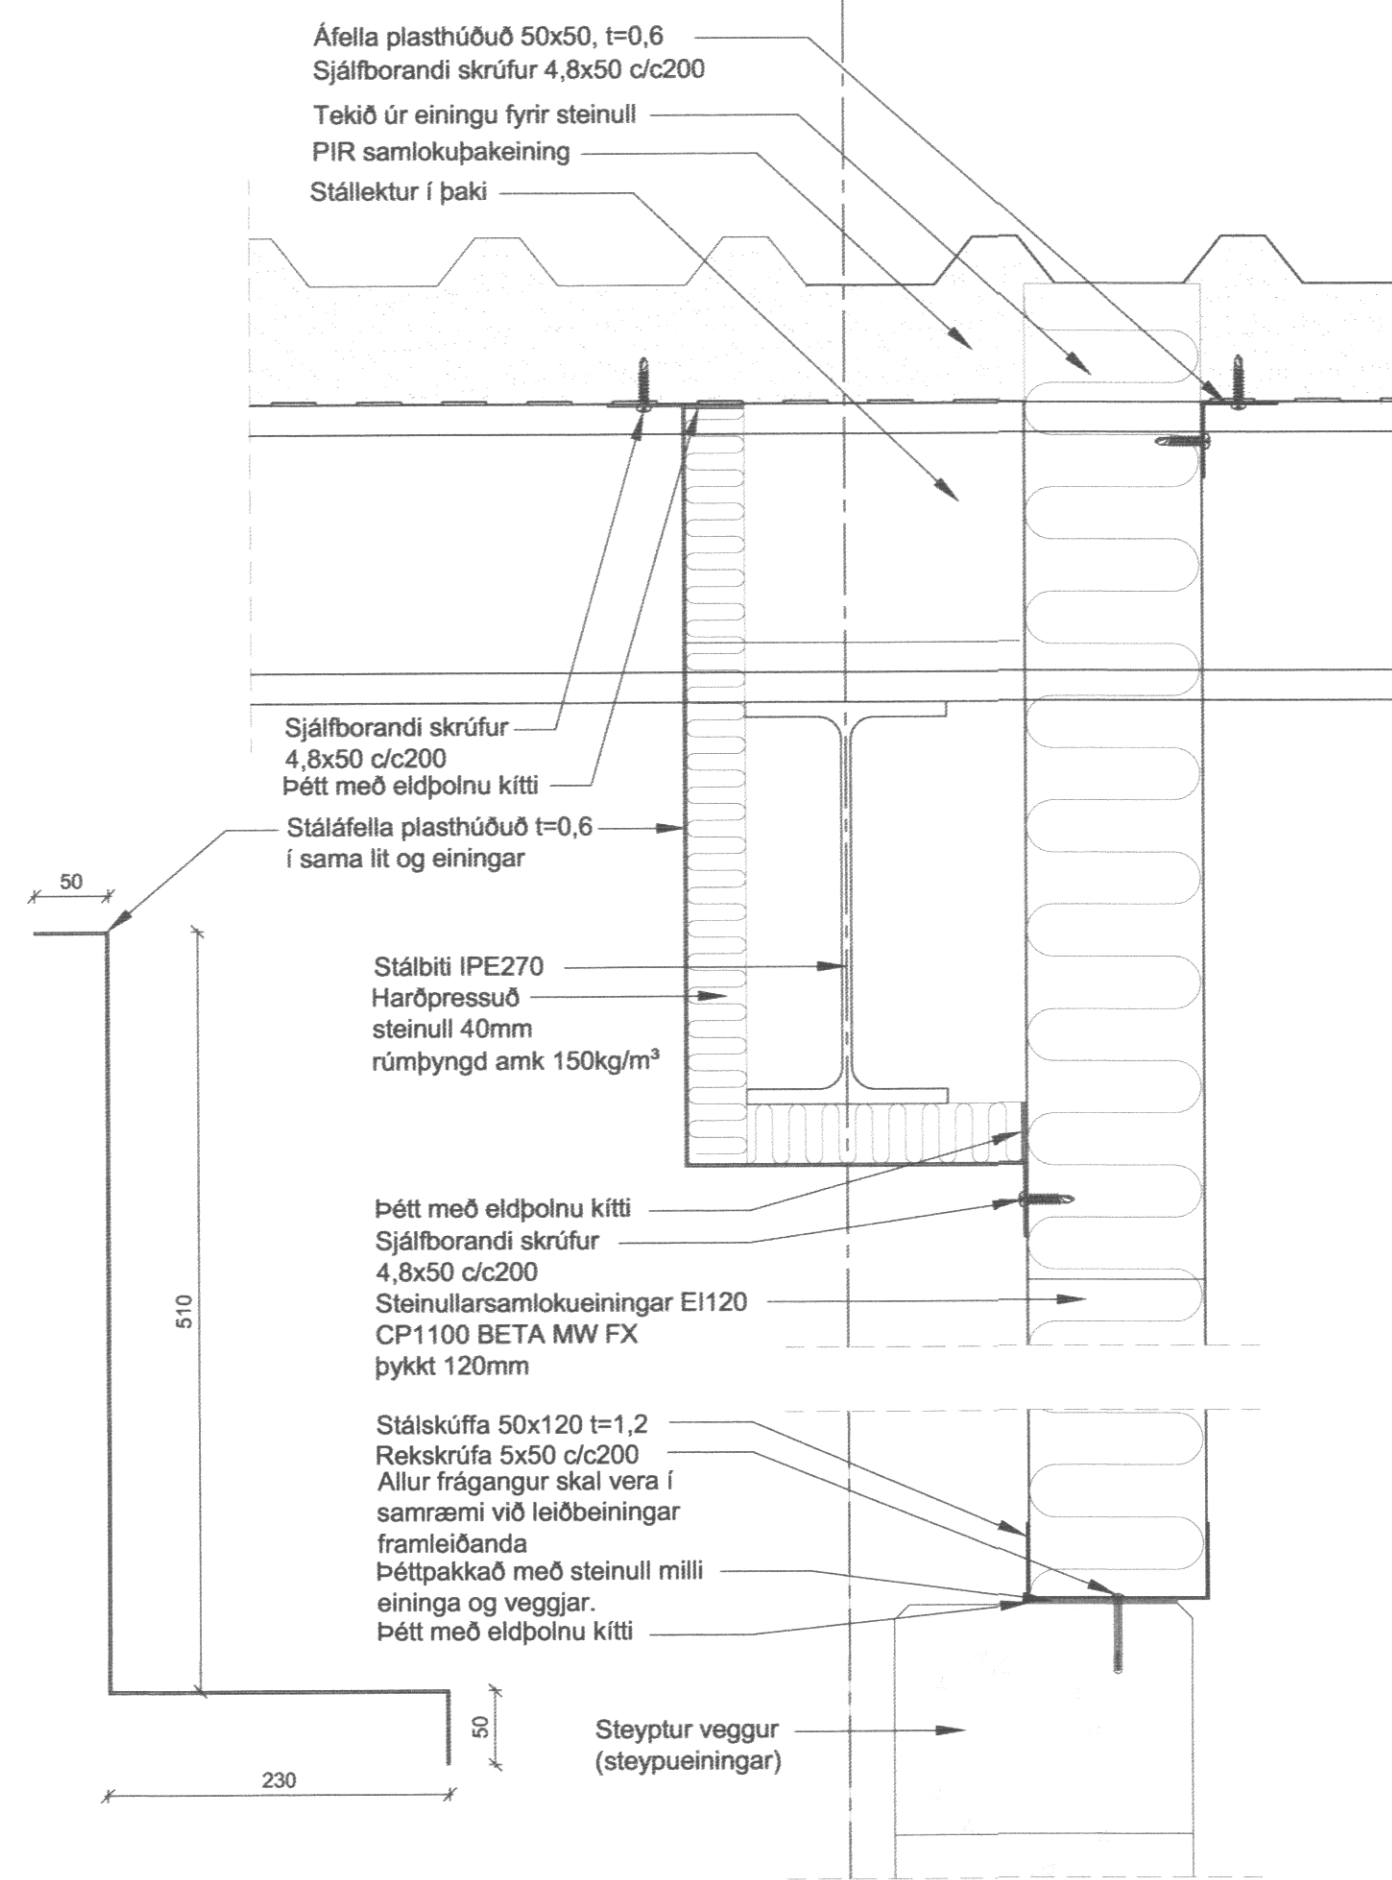 Áfella plasthúðuð 50x50, t=0,6
Sjálfborandi skrúfur 4,8x50 c/c200
Tekið úr einingu fyrir steinull
PIR samlokuþakeining
Stállektur í þaki
Sjálfborandi skrúfur
4,8x50 c/c200
Þétt með eldþolnu kítti
Stáláfella plasthúðuð t=0,6
í sama lit og einingar
50
Stálbiti IPE270
Harðpressuð
steinull 40mm
rúmþyngd amk 150kg/m³
Þétt með eldþolnu kítti
Sjálfborandi skrúfur
4,8x50 c/c200
Steinullarsamlokueiningar EI120
CP1100 BETA MW FX
þykkt 120mm
510
Stálskúffa 50x120 t=1,2
Rekskrúfa 5x50 c/c200
Allur frágangur skal vera í
samræmi við leiðbeiningar
framleiðanda
Þéttpakkað með steinull milli
eininga og veggjar.
Þétt með eldþolnu kítti
50
Steyptur veggur
(steypueiningar)
230